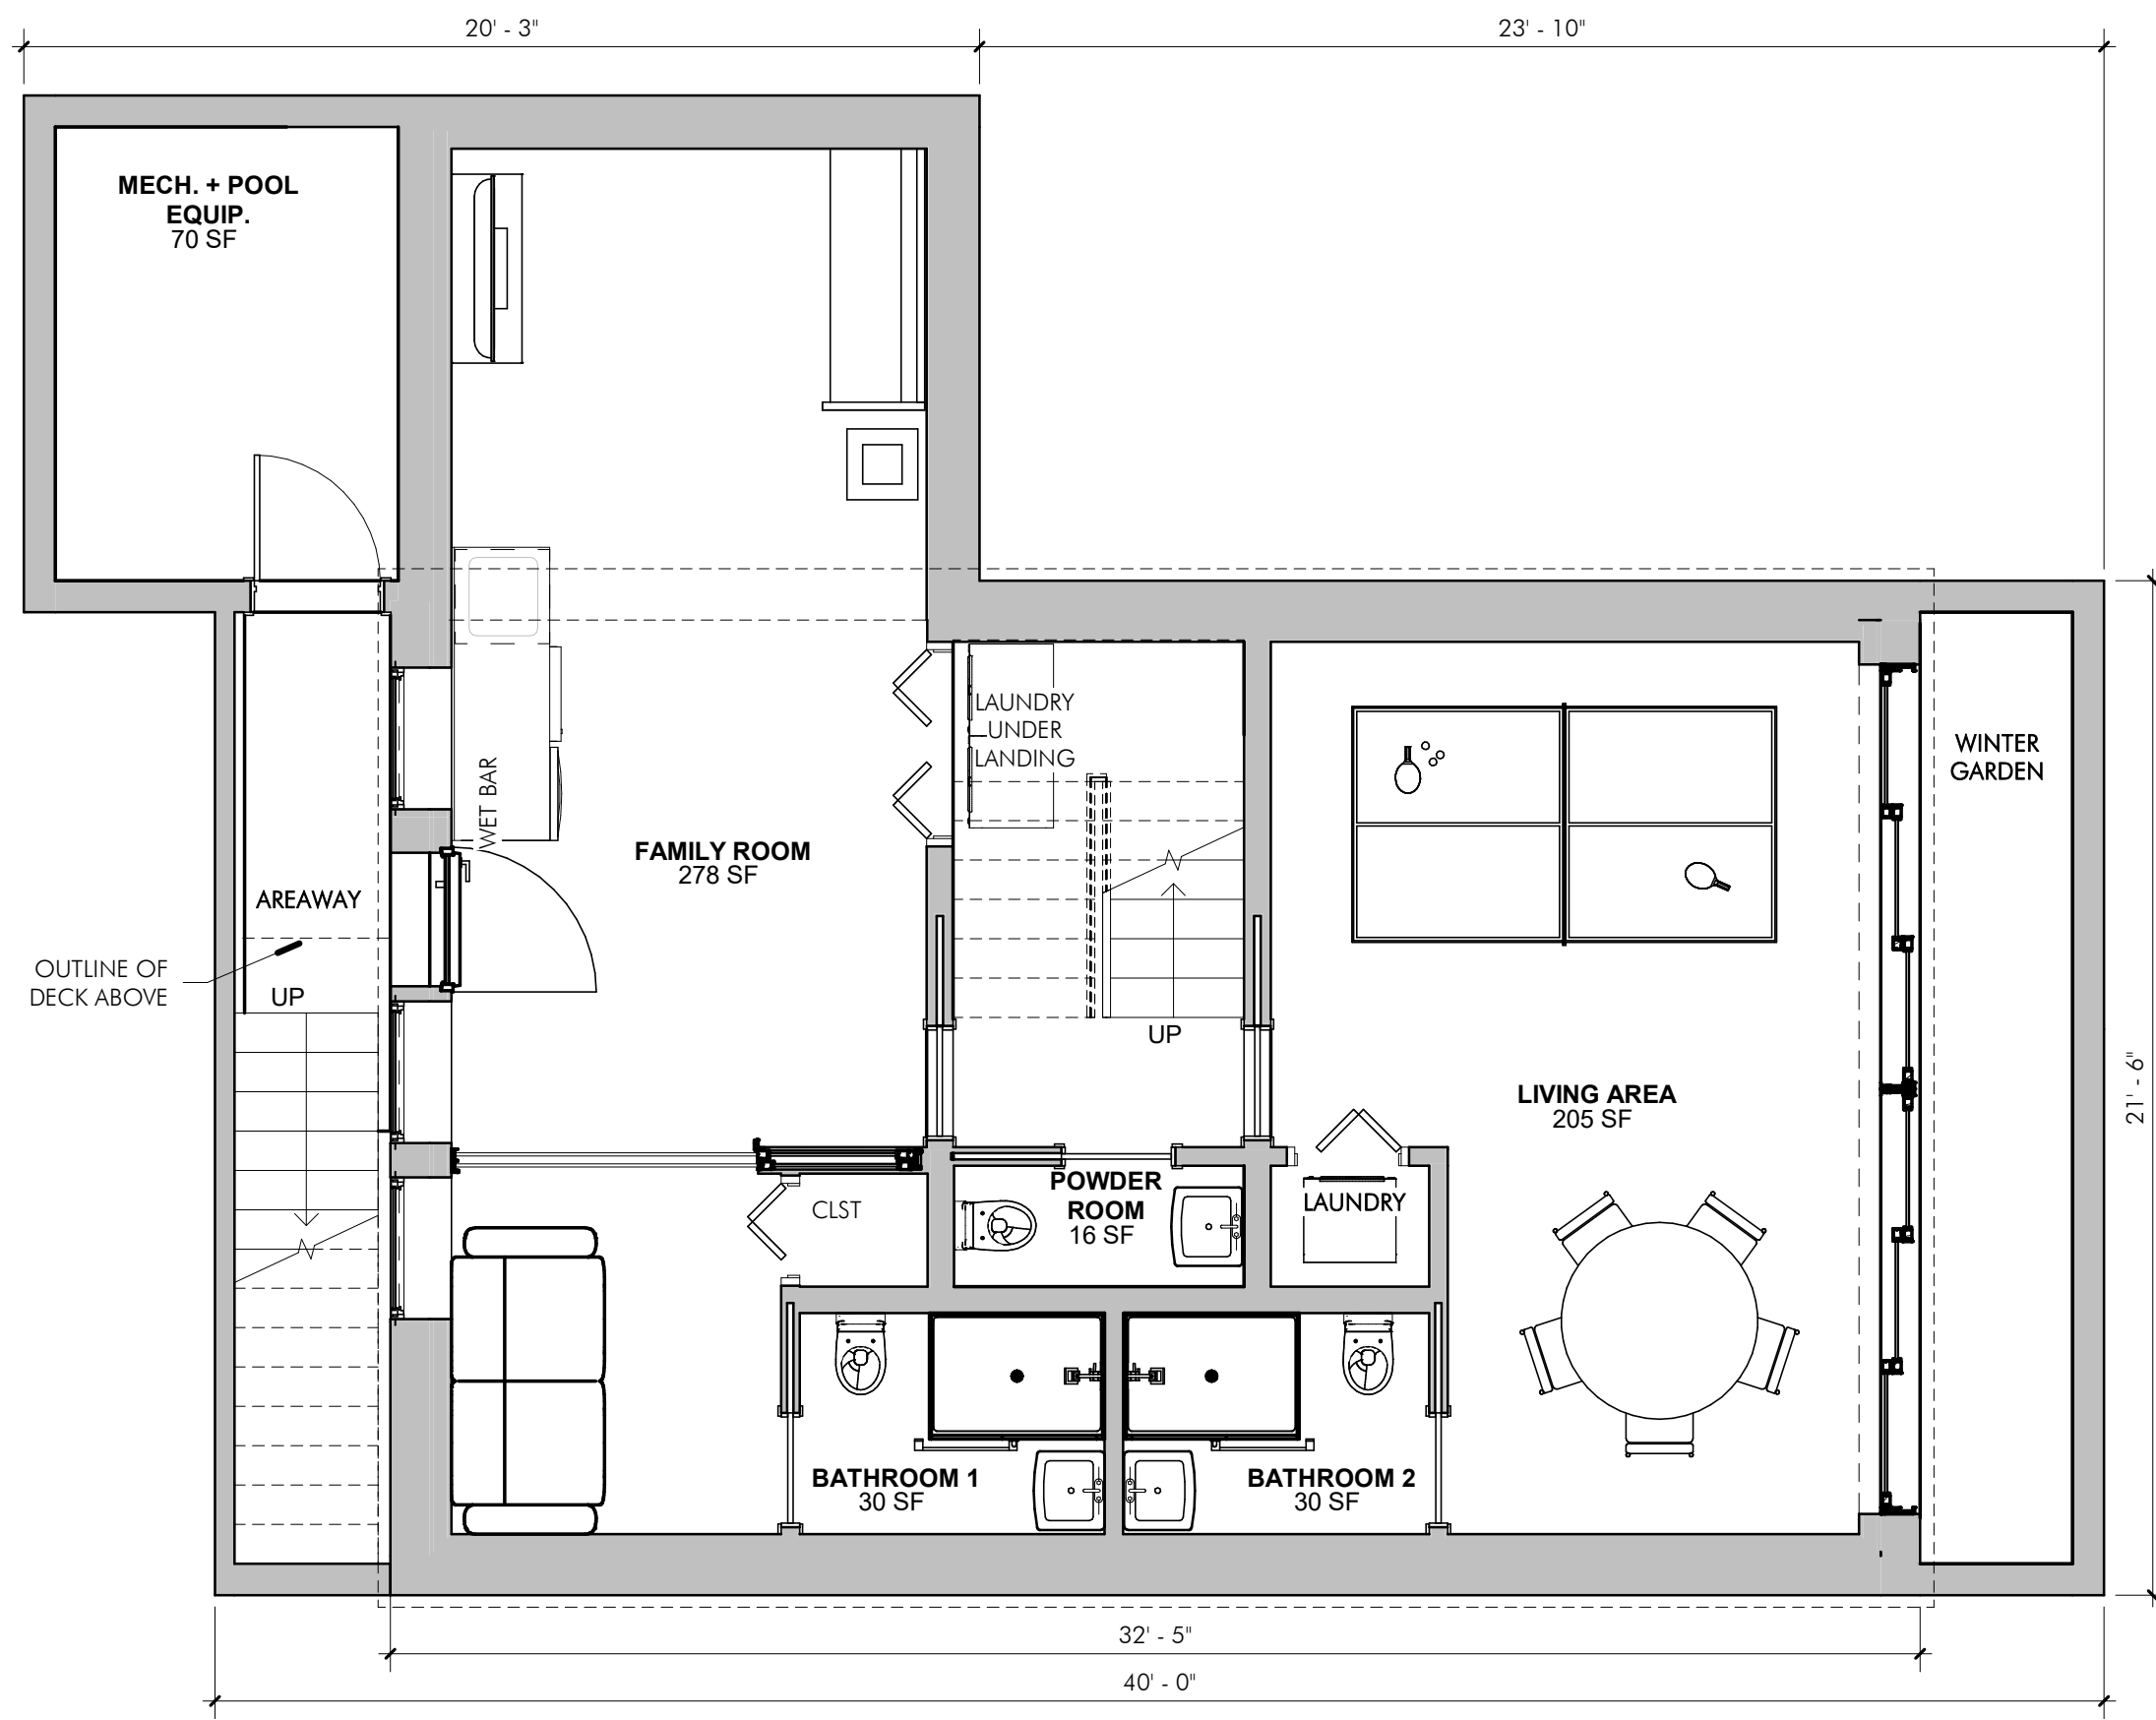 20' - 3"
23' - 10"
MECH. + POOL
EQUIP.
70 SF
LAUNDRY
UNDER
LANDING
WINTER
GARDEN
WET BAR
FAMILY ROOM
278 SF
AREAWAY
OUTLINE OF
DECK ABOVE
UP
UP
LIVING AREA
205 SF
21' - 6"
POWDER
ROOM
16 SF
CLST
LAUNDRY
BATHROOM 1
30 SF
BATHROOM 2
30 SF
32' - 5"
40' - 0"